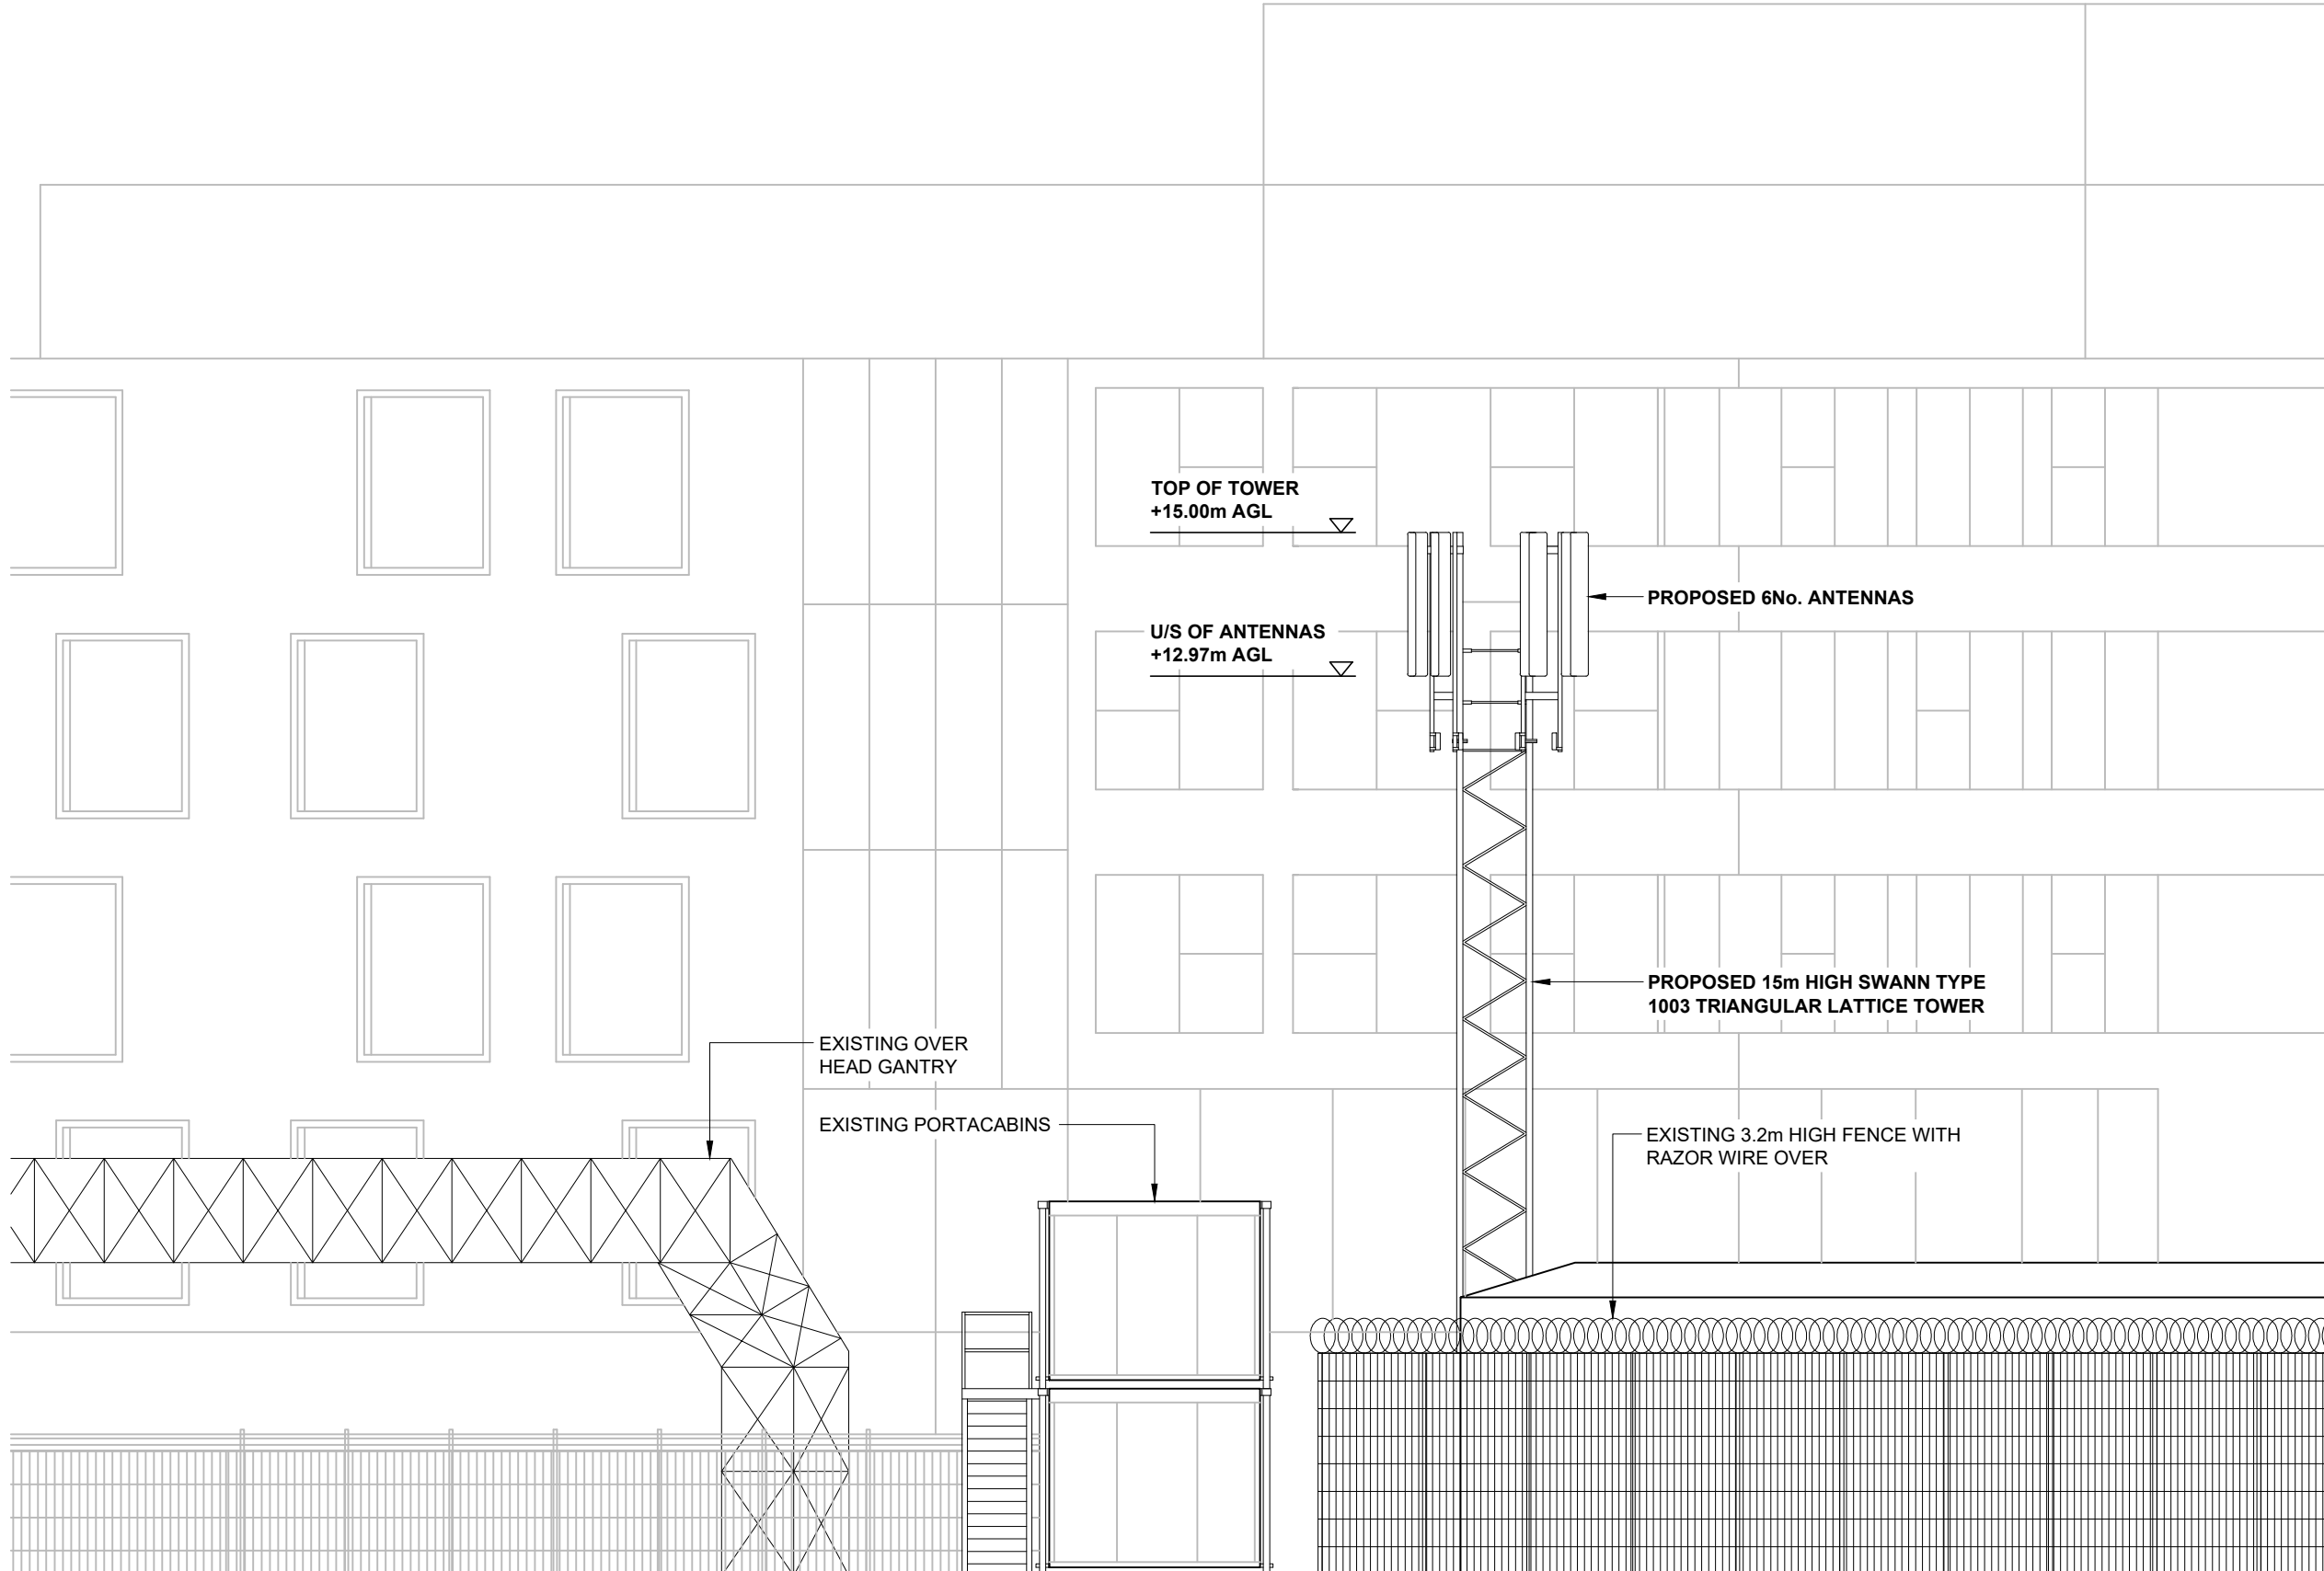 TOP OF TOWER
+15.00m AGL
PROPOSED 6No. ANTENNAS
U/S OF ANTENNAS
+12.97m AGL
PROPOSED 15m HIGH SWANN TYPE
1003 TRIANGULAR LATTICE TOWER
EXISTING OVER
HEAD GANTRY
EXISTING PORTACABINS
EXISTING 3.2m HIGH FENCE WITH
RAZOR WIRE OVER